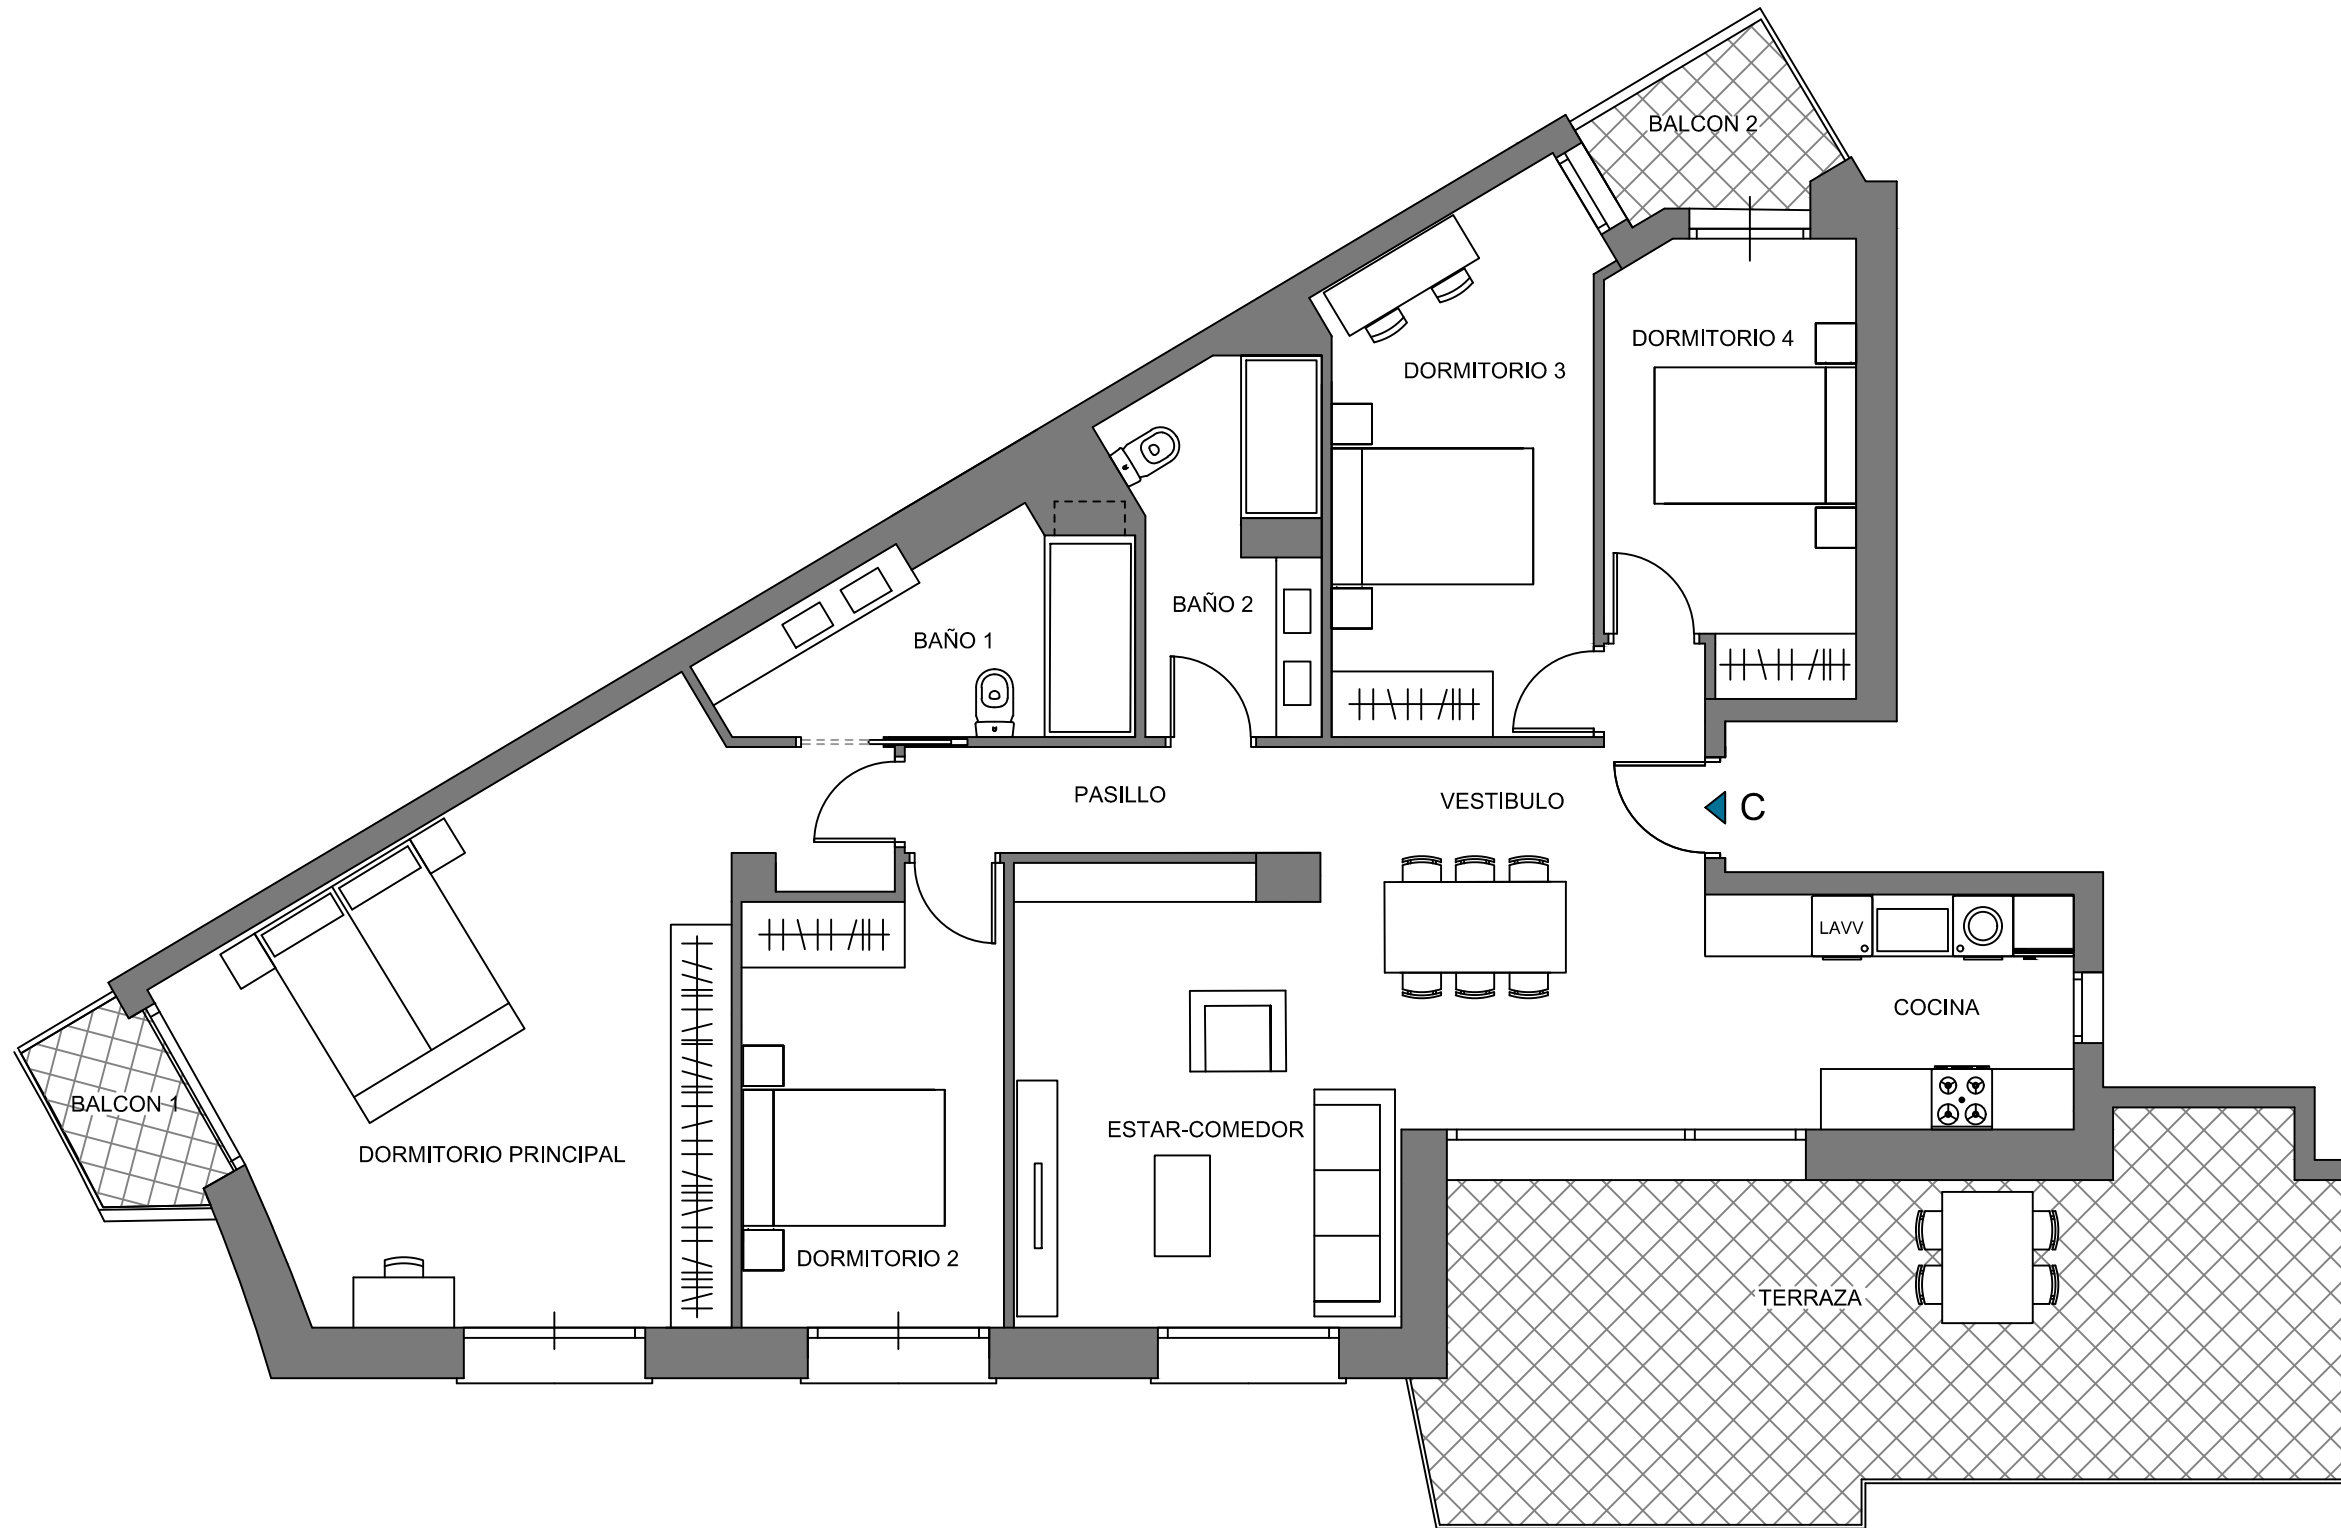 BALCON 2
DORMITORIO 4
DORMITORIO 3
BAÑO 2
BAÑO 1
PASILLO
VESTIBULO
C
LAVV
COCINA
BALCON 1
ESTAR-COMEDOR
DORMITORIO PRINCIPAL
DORMITORIO 2
TERRAZA